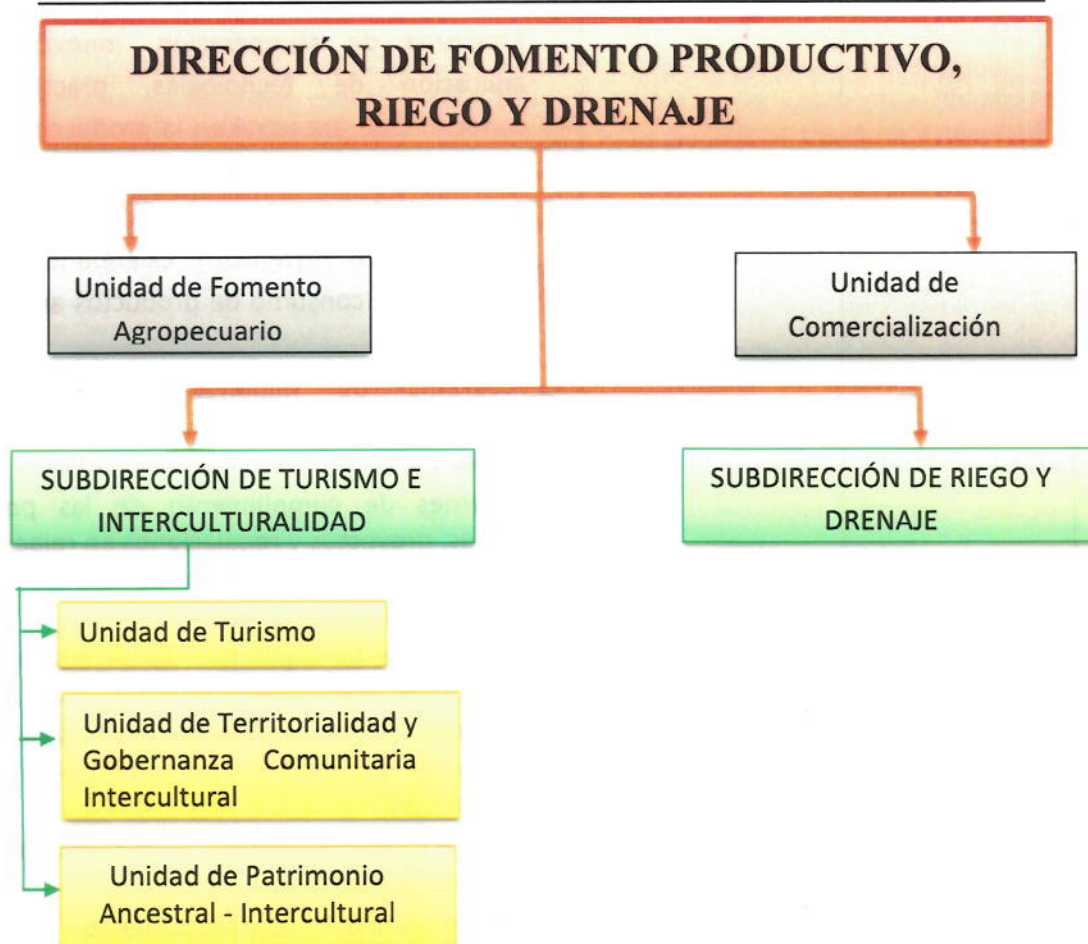 DIRECCIÓN DE FOMENTO PRODUCTIVO,
RIEGO Y DRENAJE
Unidad de Fomento
Agropecuario
Unidad de
Comercialización
SUBDIRECCIÓN DE TURISMO E
INTERCULTURALIDAD
SUBDIRECCIÓN DE RIEGO Y
DRENAJE
Unidad de Turismo
Unidad de Territorialidad y
Gobernanza Comunitaria
Intercultural
Unidad de Patrimonio
Ancestral - Intercultural